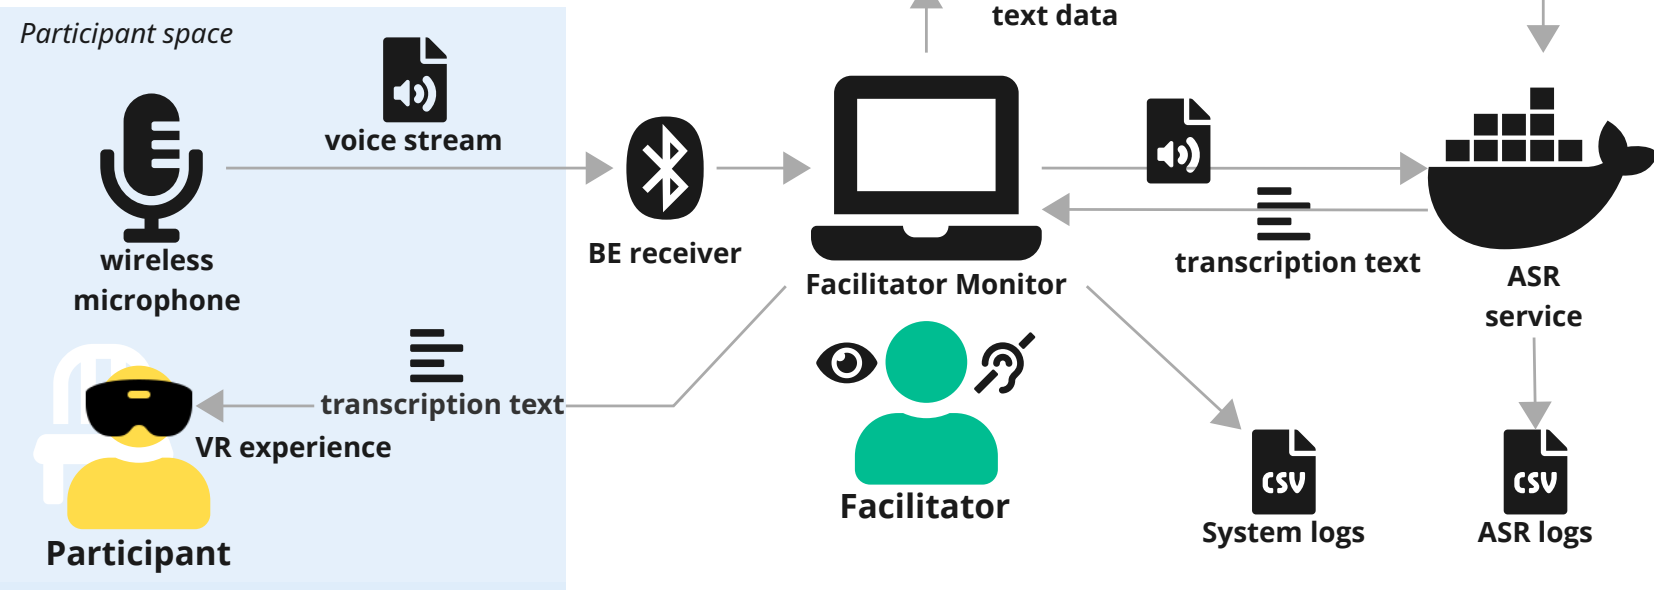 text data
Participant space
voice stream
wireless
microphone
BE receiver
Facilitator Monitor
transcription text
ASR
service
transcription text
VR experience
Participant
Facilitator
CSV
System logs
CSV
ASR logs